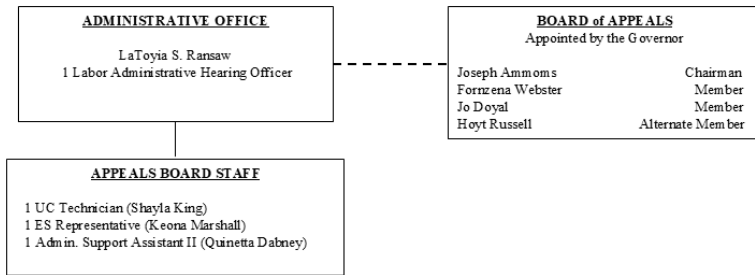 ADMINISTRATIVE OFFICE
LaToyia S. Ransaw
1 Labor Administrative Hearing Officer
BOARD of APPEALS
Appointed by the Governor
Joseph Ammoms Chairman
Fornzena Webster Member
Jo Doyal Member
Hoyt Russell Alternate Member
APPEALS BOARD STAFF
1 UC Technician (Shayla King)
1 ES Representative (Keona Marshall)
1 Admin. Support Assistant II (Quinetta Dabney)